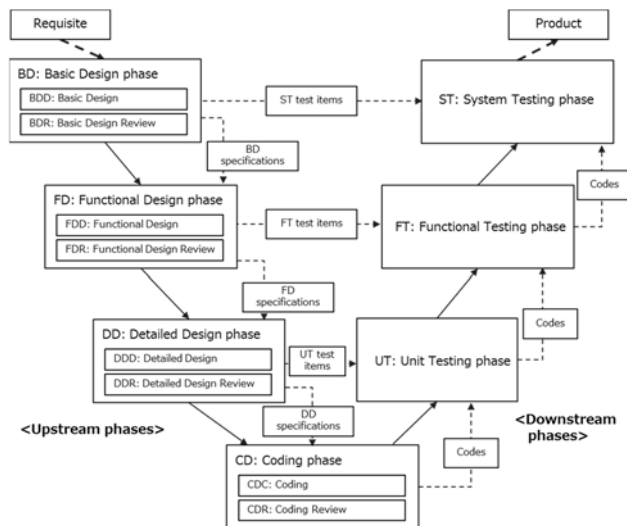 Requisite
Product
BD: Basic Design phase
BDD: Basic Design
BDR: Basic Design Review
ST test items
ST: System Testing phase
BD
specifications
Codes
FD: Functional Design phase
FDD: Functional Design
FDR: Functional Design Review
FT test items
FT: Functional Testing phase
FD
specifications
Codes
DD: Detailed Design phase
DDD: Detailed Design
DDR: Detailed Design Review
UT test
items
UT: Unit Testing phase
DD
specifications
<Upstream phases>
<Downstream
phases>
Codes
CD: Coding phase
CDC: Coding
CDR: Coding Review